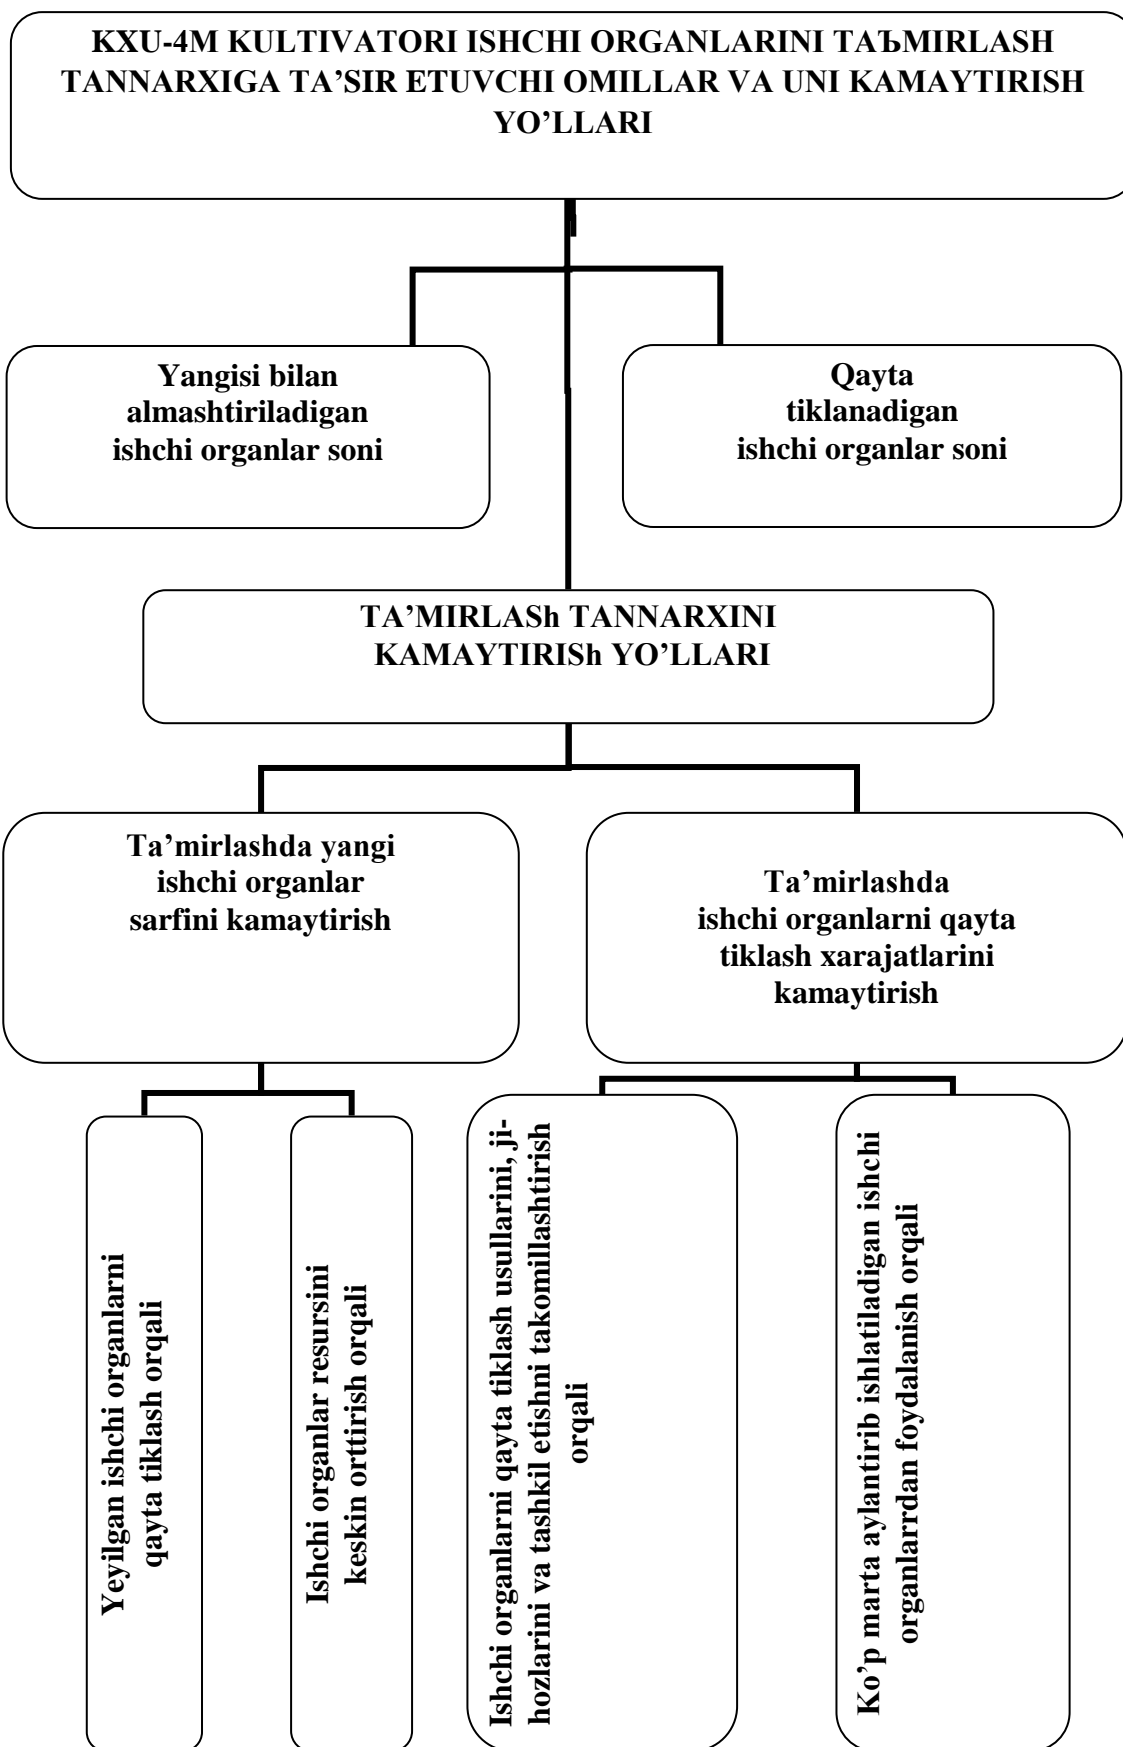 KXU-4M KULTIVATORI ISHCHI ORGANLARINI TAЪMIRLASH
TANNARXIGA TA’SIR ETUVCHI OMILLAR VA UNI KAMAYTIRISH
YO’LLARI
Yangisi bilan
almashtiriladigan
ishchi organlar soni
Qayta
tiklanadigan
ishchi organlar soni
TA’MIRLASh TANNARXINI
KAMAYTIRISh YO’LLARI
Ta’mirlashda yangi
ishchi organlar
sarfini kamaytirish
Ta’mirlashda
ishchi organlarni qayta
tiklash xarajatlarini
kamaytirish
Yeyilgan ishchi organlarni
qayta tiklash orqali
Ishchi organlar resursini
keskin orttirish orqali
Ishchi organlarni qayta tiklash usullarini, ji-
hozlarini va tashkil etishni takomillashtirish
orqali
Ko’p marta aylantirib ishlatiladigan ishchi
organlarrdan foydalanish orqali